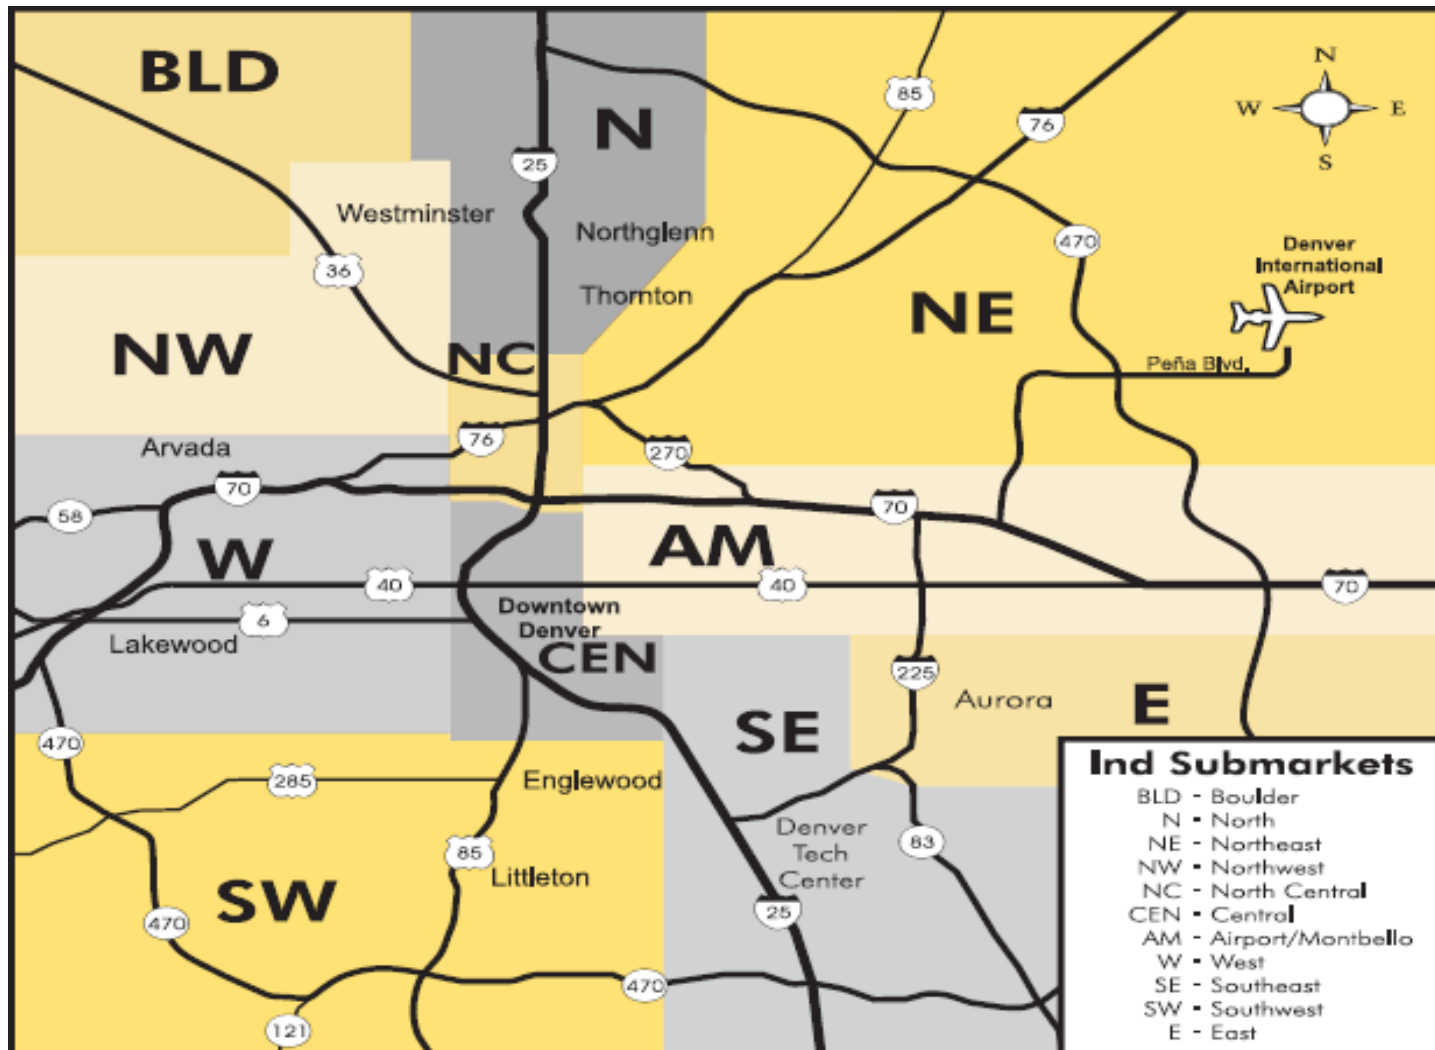 BLD
N
85
76
N
W
E
S
25
Westminster
Northglenn
36
470
Denver
International
Airport
Thornton
NE
NW
NC
Peña Blvd.
Arvada
76
270
70
70
58
W
AM
40
40
70
6
Downtown
Denver
Lakewood
CEN
225
Aurora
E
SE
470
285
Englewood
Denver
Tech
Center
83
85
Littleton
SW
25
470
470
121
Ind Submarkets
BLD - Boulder
N - North
NE - Northeast
NW - Northwest
NC - North Central
CEN - Central
AM - Airport/Montbello
W - West
SE - Southeast
SW - Southwest
E - East